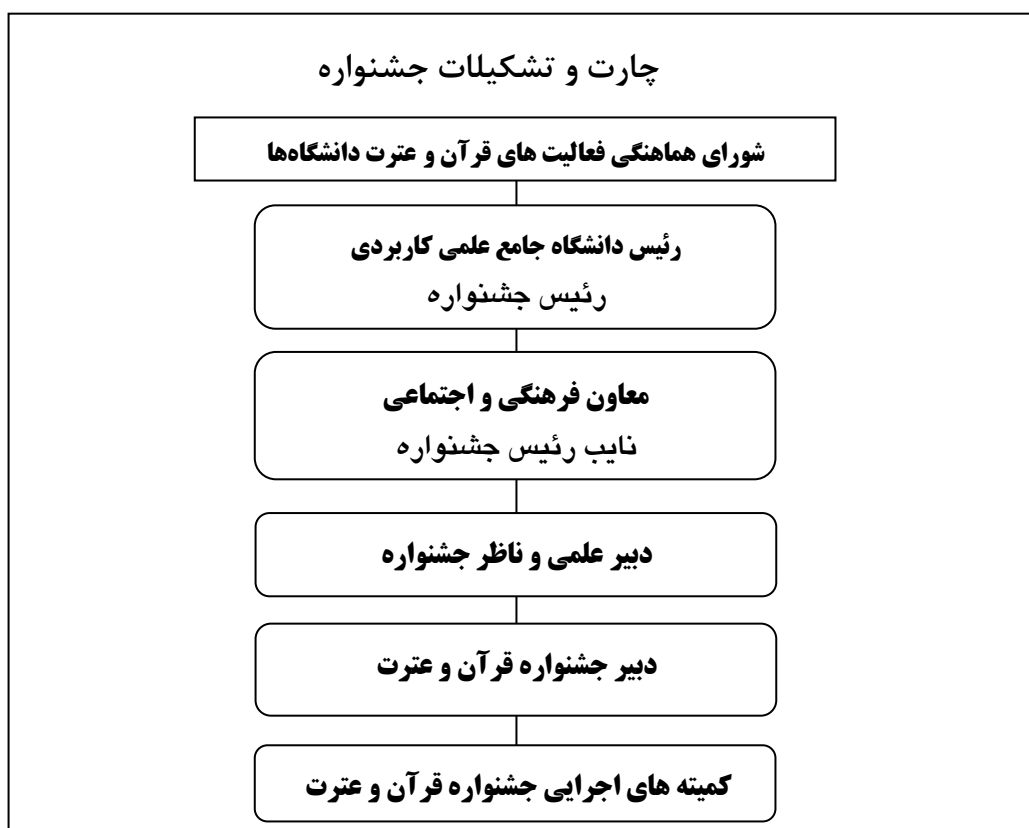 چارت و تشکیلات جشنواره
شورای هماهنگی فعالیت های قرآن و عترت دانشگاه‌ها
رئیس دانشگاه جامع علمی کاربردی
رئیس جشنواره
معاون فرهنگی و اجتماعی
نایب رئیس جشنواره
دبیر علمی و ناظر جشنواره
دبیر جشنواره قرآن و عترت
کمیته های اجرایی جشنواره قرآن و عترت